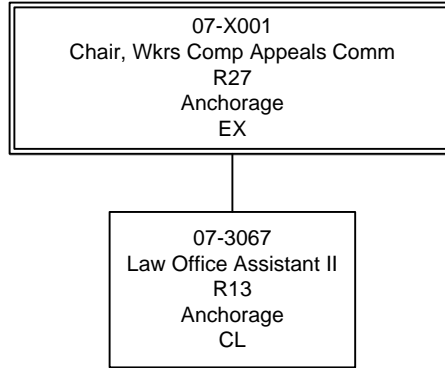 07-X001
Chair, Wkrs Comp Appeals Comm
R27
Anchorage
EX
07-3067
Law Office Assistant II
R13
Anchorage
CL